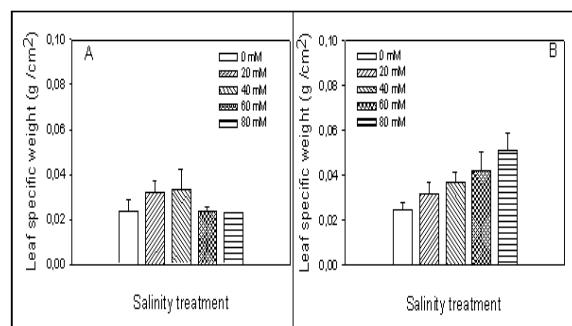 A
Leaf specific weight (g /cm2)
0,10
0,08
0,06
0,04
0,02
0,00
0 mM
20 mM
40 mM
60 mM
80 mM
Salinity treatment
B
Leaf specific weight (g /cm2)
0,10
0,08
0,06
0,04
0,02
0,00
0 mM
20 mM
40 mM
60 mM
80 mM
Salinity treatment